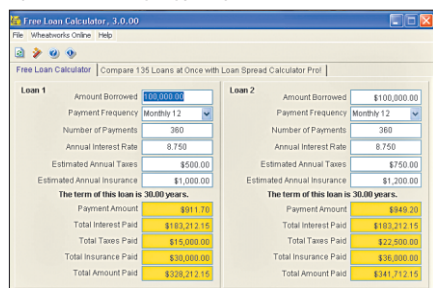 Free Loan Calculator, 3.0.00
File Wheatworks Online Help
Free Loan Calculator Compare 135 Loans at Once with Loan Spread Calculator Pro!
Loan 1
Amount Borrowed 100,000.00
Payment Frequency Monthly 12
Number of Payments 360
Annual Interest Rate 8.750
Estimated Annual Taxes $500.00
Estimated Annual Insurance $1,000.00
The term of this loan is 30.00 years.
Payment Amount $911.70
Total Interest Paid $183,212.15
Total Taxes Paid $15,000.00
Total Insurance Paid $30,000.00
Total Amount Paid $328,212.15
Loan 2
Amount Borrowed $100,000.00
Payment Frequency Monthly 12
Number of Payments 360
Annual Interest Rate 8.750
Estimated Annual Taxes $750.00
Estimated Annual Insurance $1,200.00
The term of this loan is 30.00 years.
Payment Amount $949.20
Total Interest Paid $183,212.15
Total Taxes Paid $22,500.00
Total Insurance Paid $36,000.00
Total Amount Paid $341,712.15